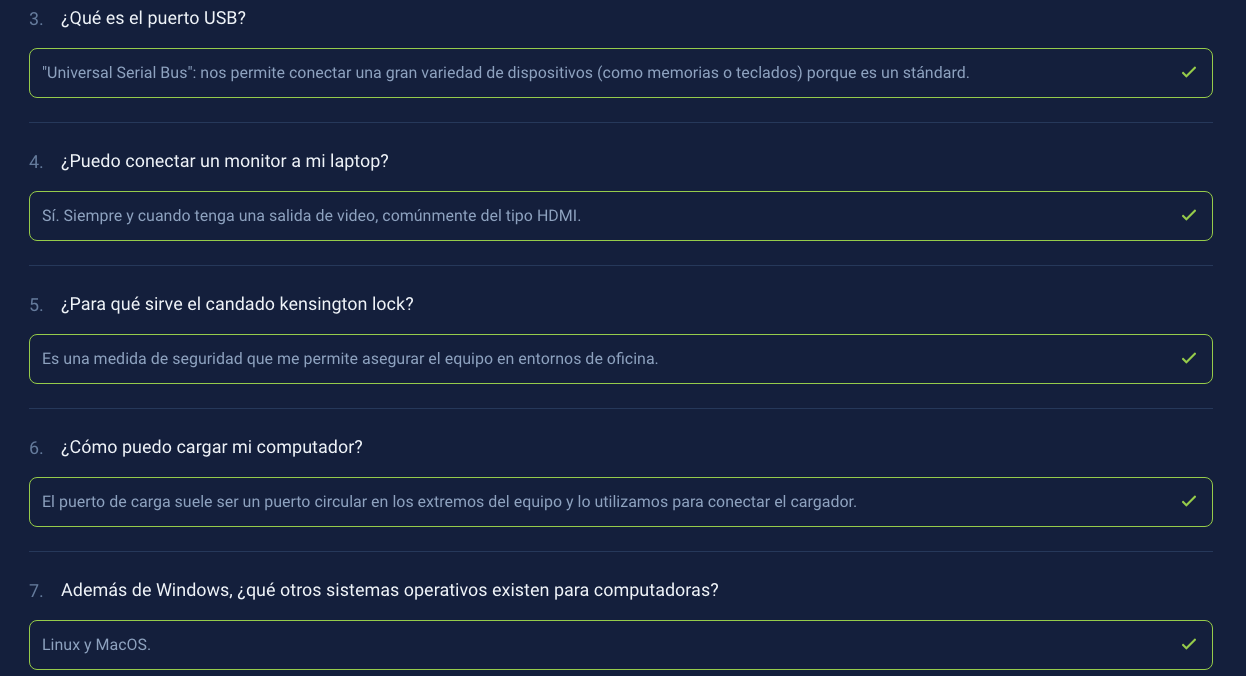 3. ¿Qué es el puerto USB?
"Universal Serial Bus": nos permite conectar una gran variedad de dispositivos (como memorias o teclados) porque es un stándard.
4. ¿Puedo conectar un monitor a mi laptop?
Sí. Siempre y cuando tenga una salida de video, comúnmente del tipo HDMI.
5. ¿Para qué sirve el candado kensington lock?
Es una medida de seguridad que me permite asegurar el equipo en entornos de oficina.
6. ¿Cómo puedo cargar mi computador?
El puerto de carga suele ser un puerto circular en los extremos del equipo y lo utilizamos para conectar el cargador.
7. Además de Windows, ¿qué otros sistemas operativos existen para computadoras?
Linux y MacOS.